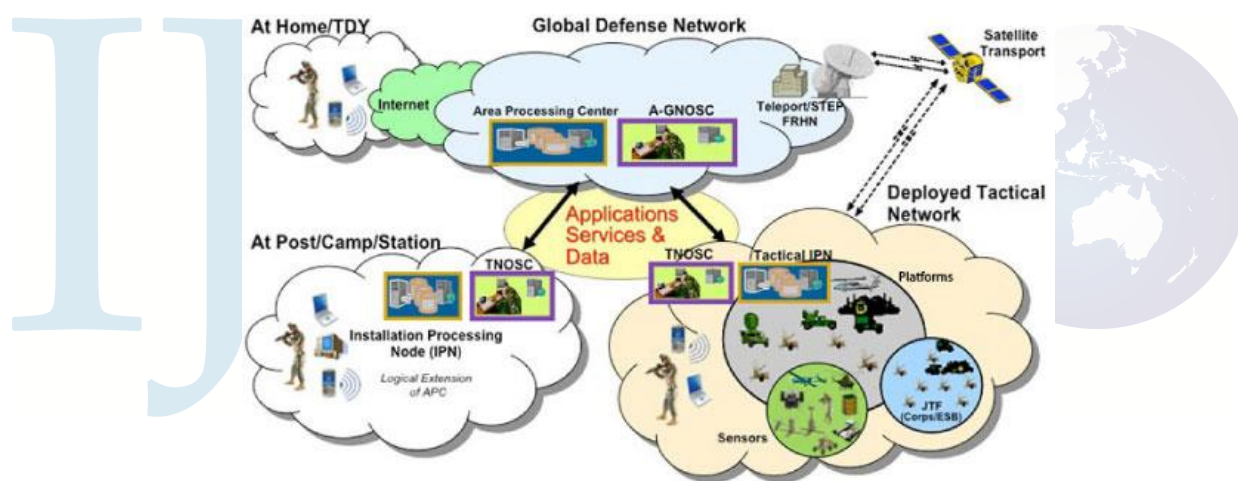 At Home/TDY
Global Defense Network
Satellite
Transport
Internet
Area Processing Center
A-GNOSC
Teleport/STEP
FRHN
Applications
Services &
Data
Deployed Tactical
Network
At Post/Camp/Station
TNOSC
Installation Processing
Node (IPN)
Logical Extension
of APC
TNOSC
Tactical IPN
Platforms
Sensors
JTF
(Corps/ESB)
IJ